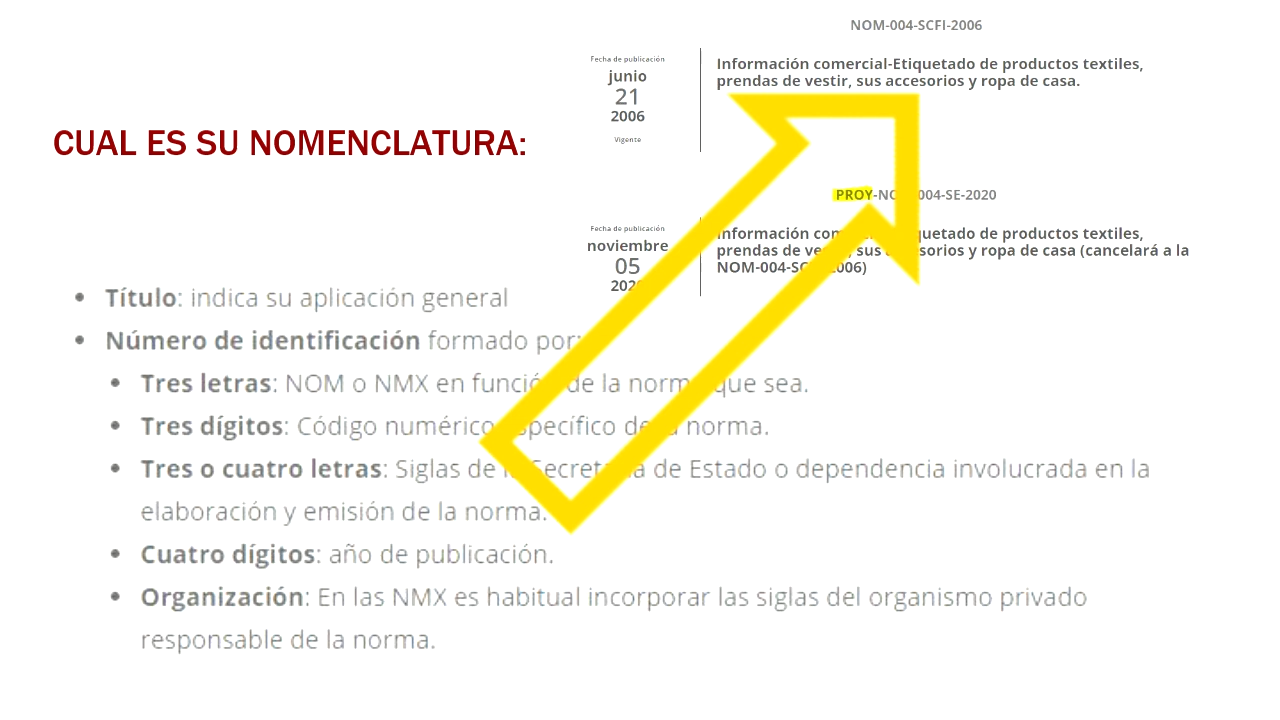 NOM-004-SCFI-2006
Fecha de publicación
junio
21
2006
Vigente
Información comercial-Etiquetado de productos textiles,
prendas de vestir, sus accesorios y ropa de casa.
CUAL ES SU NOMENCLATURA:
PROY-NOM-004-SE-2020
Fecha de publicación
noviembre
05
2020
Información comercial-Etiquetado de productos textiles,
prendas de vestir, sus accesorios y ropa de casa (cancelará a la
NOM-004-SCFI-2006)
• Título: indica su aplicación general
• Número de identificación formado por:
• Tres letras: NOM o NMX en función de la norma que sea.
• Tres dígitos: Código numérico específico de la norma.
• Tres o cuatro letras: Siglas de la Secretaría de Estado o dependencia involucrada en la
elaboración y emisión de la norma.
• Cuatro dígitos: año de publicación.
• Organización: En las NMX es habitual incorporar las siglas del organismo privado
responsable de la norma.